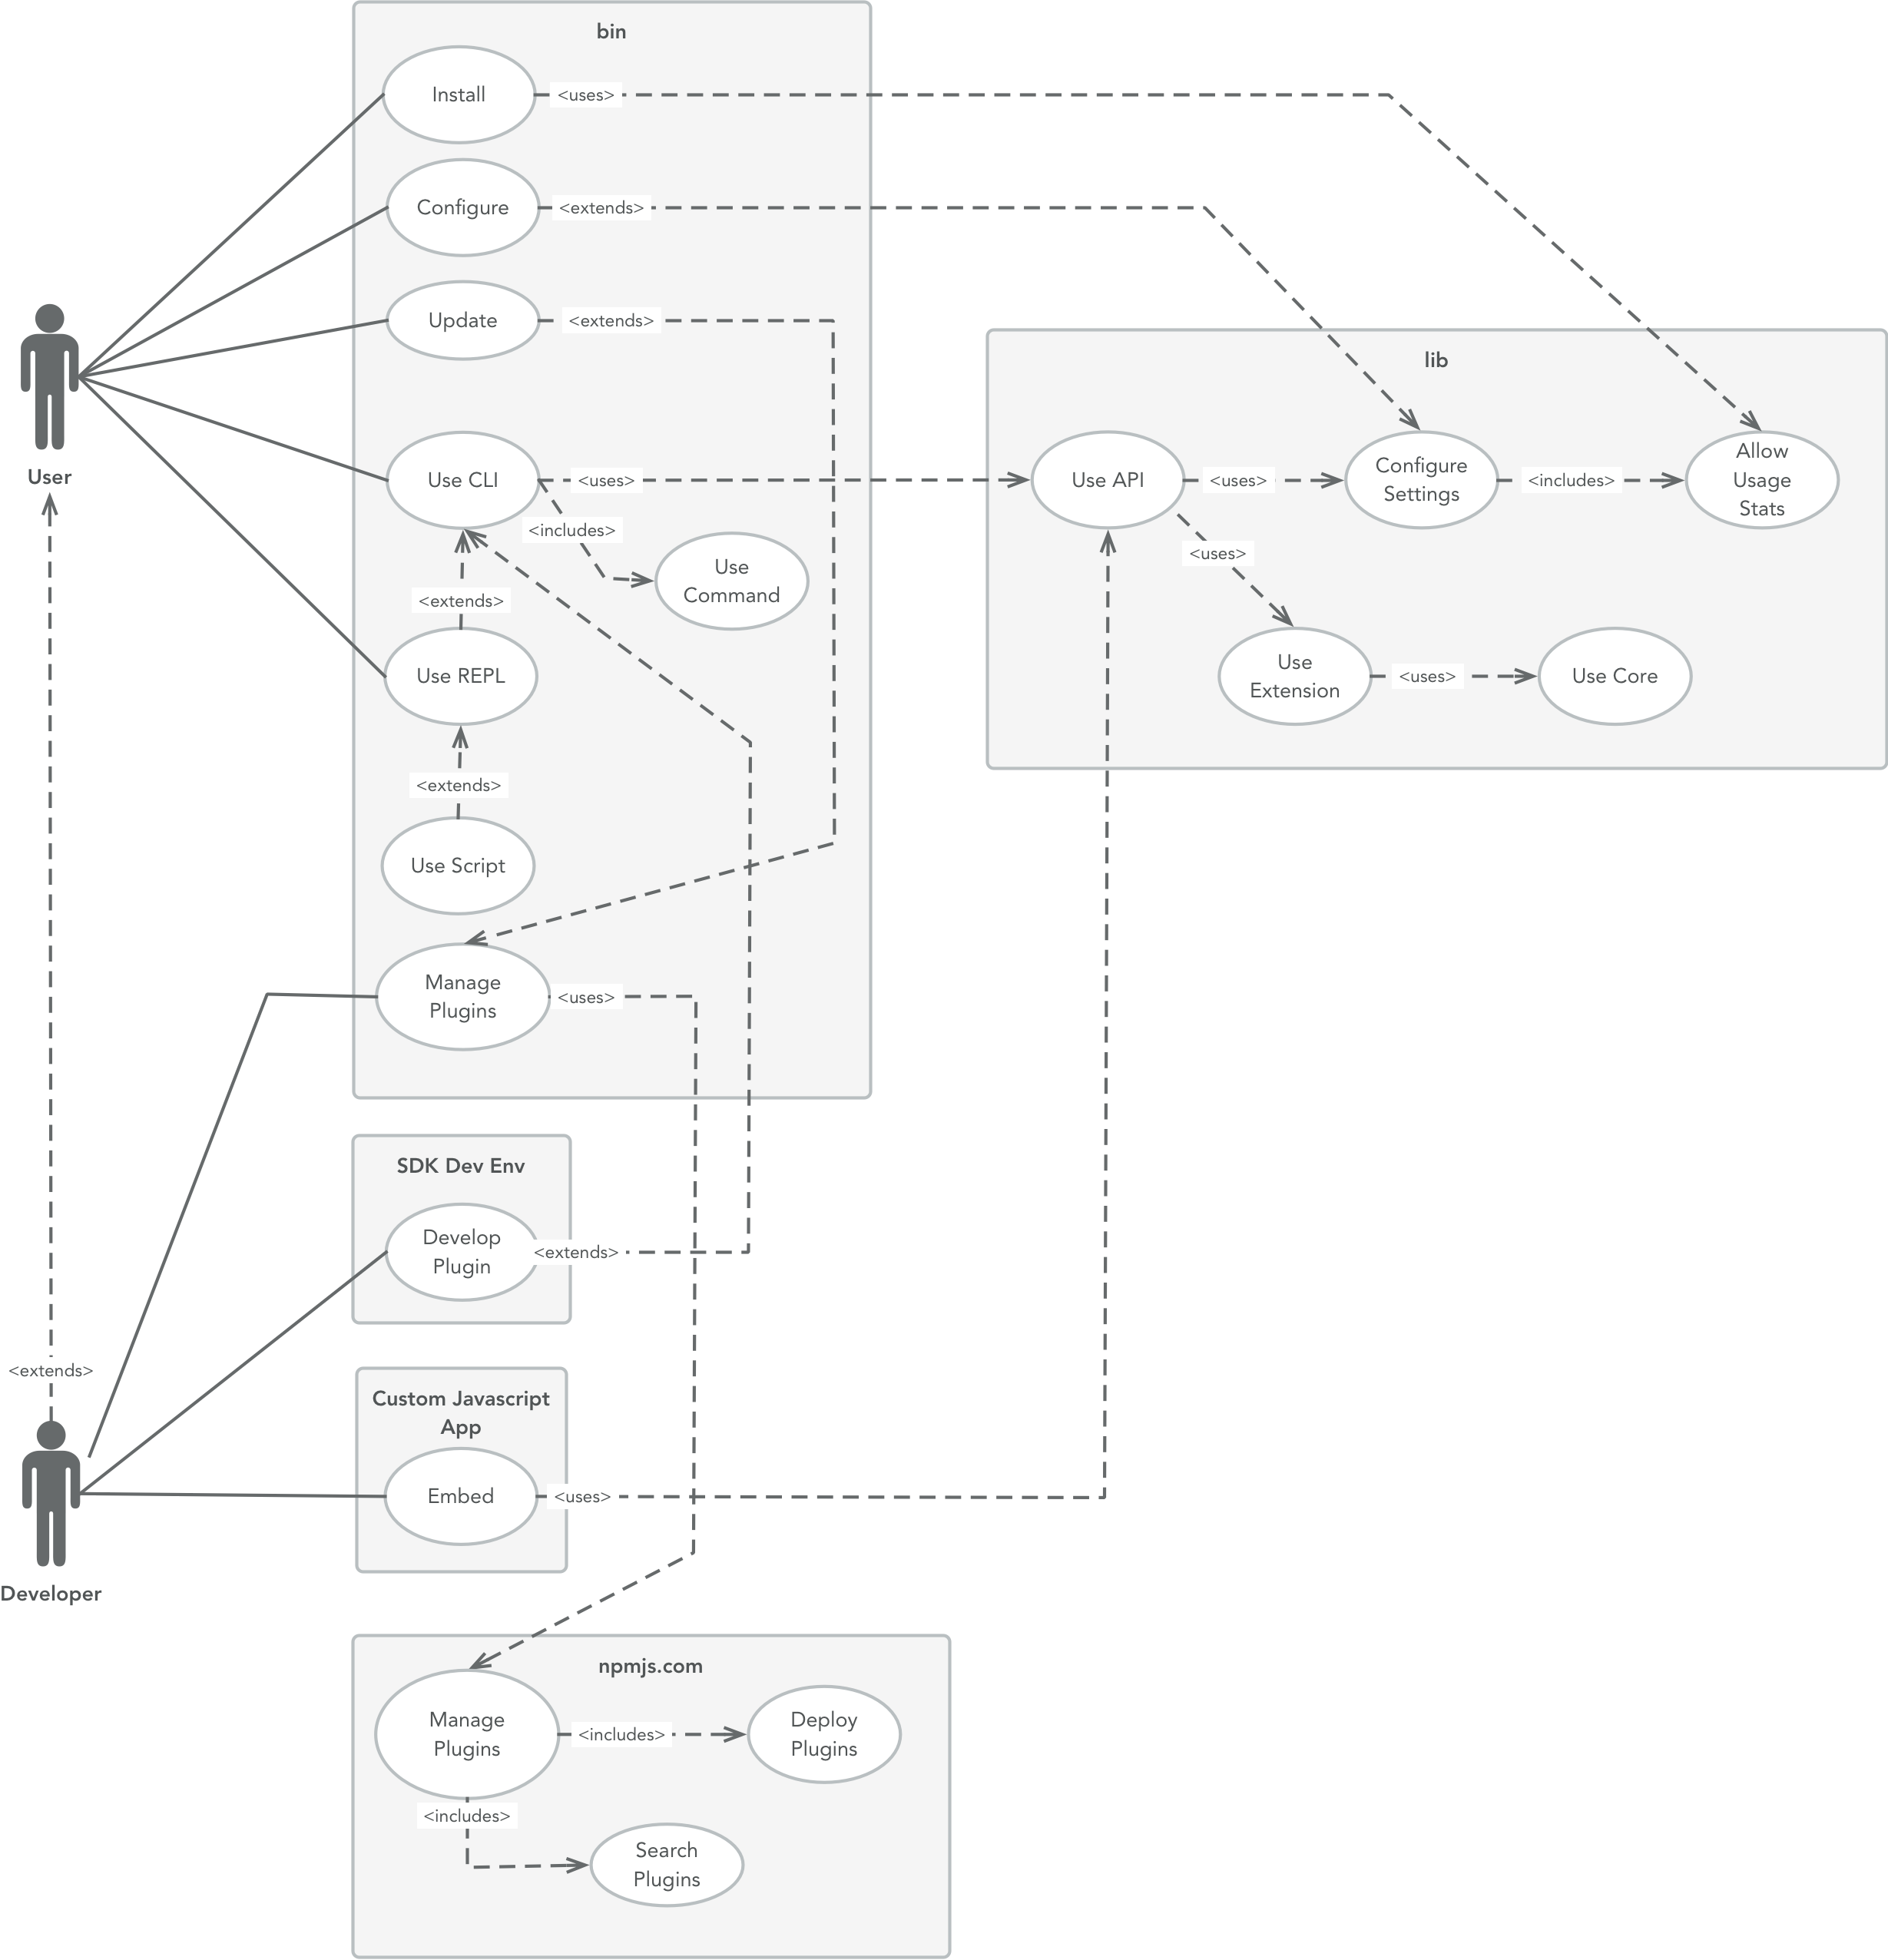 bin
Install
<uses>
Configure
<extends>
Update
<extends>
lib
User
Use CLI
<uses>
<includes>
Use
Command
Use API
<uses>
Configure
Settings
<includes>
Allow
Usage
Stats
<uses>
<extends>
Use REPL
Use
Extension
<uses>
Use Core
<extends>
Use Script
Manage
Plugins
<uses>
SDK Dev Env
Develop
Plugin
<extends>
<extends>
Custom Javascript
App
Embed
<uses>
Developer
npmjs.com
Manage
Plugins
<includes>
Deploy
Plugins
<includes>
Search
Plugins